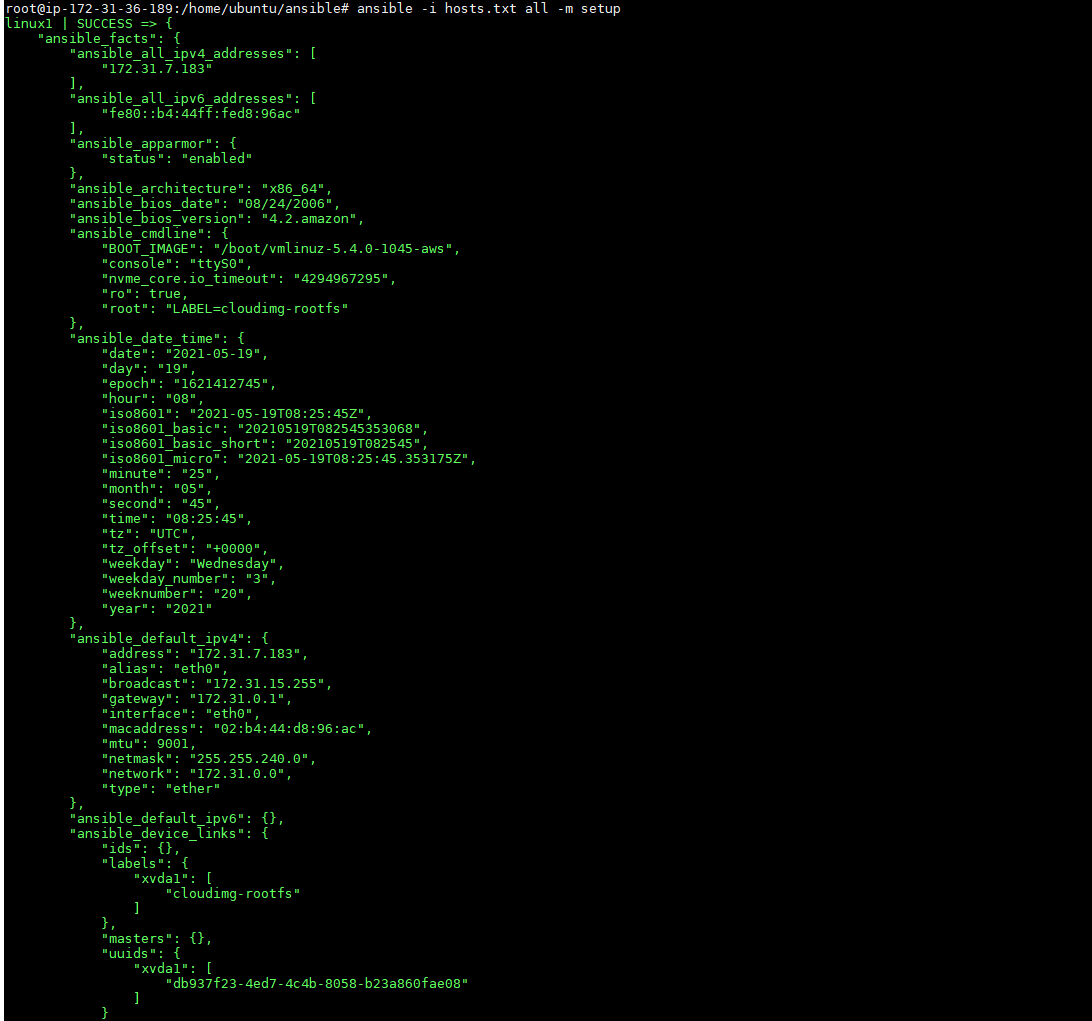 root@ip-172-31-36-189:/home/ubuntu/ansible# ansible -i hosts.txt all -m setup
linux1 | SUCCESS => {
    "ansible_facts": {
        "ansible_all_ipv4_addresses": [
            "172.31.7.183"
        ],
        "ansible_all_ipv6_addresses": [
            "fe80::b4:44ff:fed8:96ac"
        ],
        "ansible_apparmor": {
            "status": "enabled"
        },
        "ansible_architecture": "x86_64",
        "ansible_bios_date": "08/24/2006",
        "ansible_bios_version": "4.2.amazon",
        "ansible_cmdline": {
            "BOOT_IMAGE": "/boot/vmlinuz-5.4.0-1045-aws",
            "console": "ttyS0",
            "nvme_core.io_timeout": "4294967295",
            "ro": true,
            "root": "LABEL=cloudimg-rootfs"
        },
        "ansible_date_time": {
            "date": "2021-05-19",
            "day": "19",
            "epoch": "1621412745",
            "hour": "08",
            "iso8601": "2021-05-19T08:25:45Z",
            "iso8601_basic": "20210519T082545353068",
            "iso8601_basic_short": "20210519T082545",
            "iso8601_micro": "2021-05-19T08:25:45.353175Z",
            "minute": "25",
            "month": "05",
            "second": "45",
            "time": "08:25:45",
            "tz": "UTC",
            "tz_offset": "+0000",
            "weekday": "Wednesday",
            "weekday_number": "3",
            "weeknumber": "20",
            "year": "2021"
        },
        "ansible_default_ipv4": {
            "address": "172.31.7.183",
            "alias": "eth0",
            "broadcast": "172.31.15.255",
            "gateway": "172.31.0.1",
            "interface": "eth0",
            "macaddress": "02:b4:44:d8:96:ac",
            "mtu": 9001,
            "netmask": "255.255.240.0",
            "network": "172.31.0.0",
            "type": "ether"
        },
        "ansible_default_ipv6": {},
        "ansible_device_links": {
            "ids": {},
            "labels": {
                "xvda1": [
                    "cloudimg-rootfs"
                ]
            },
            "masters": {},
            "uuids": {
                "xvda1": [
                    "db937f23-4ed7-4c4b-8058-b23a860fae08"
                ]
            }